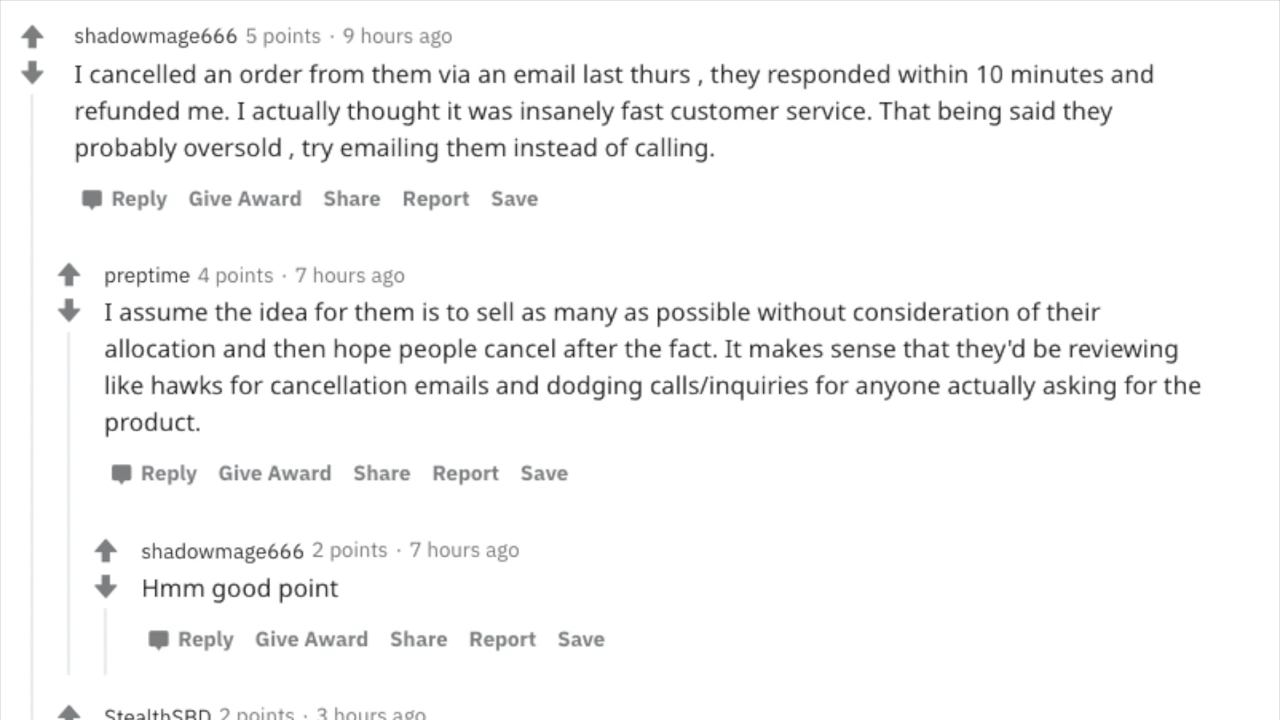 shadowmage666 5 points · 9 hours ago
I cancelled an order from them via an email last thurs , they responded within 10 minutes and
refunded me. I actually thought it was insanely fast customer service. That being said they
probably oversold , try emailing them instead of calling.
Reply Give Award Share Report Save
preptime 4 points · 7 hours ago
I assume the idea for them is to sell as many as possible without consideration of their
allocation and then hope people cancel after the fact. It makes sense that they'd be reviewing
like hawks for cancellation emails and dodging calls/inquiries for anyone actually asking for the
product.
Reply Give Award Share Report Save
shadowmage666 2 points · 7 hours ago
Hmm good point
Reply Give Award Share Report Save
StealthSBD 2 points · 3 hours ago